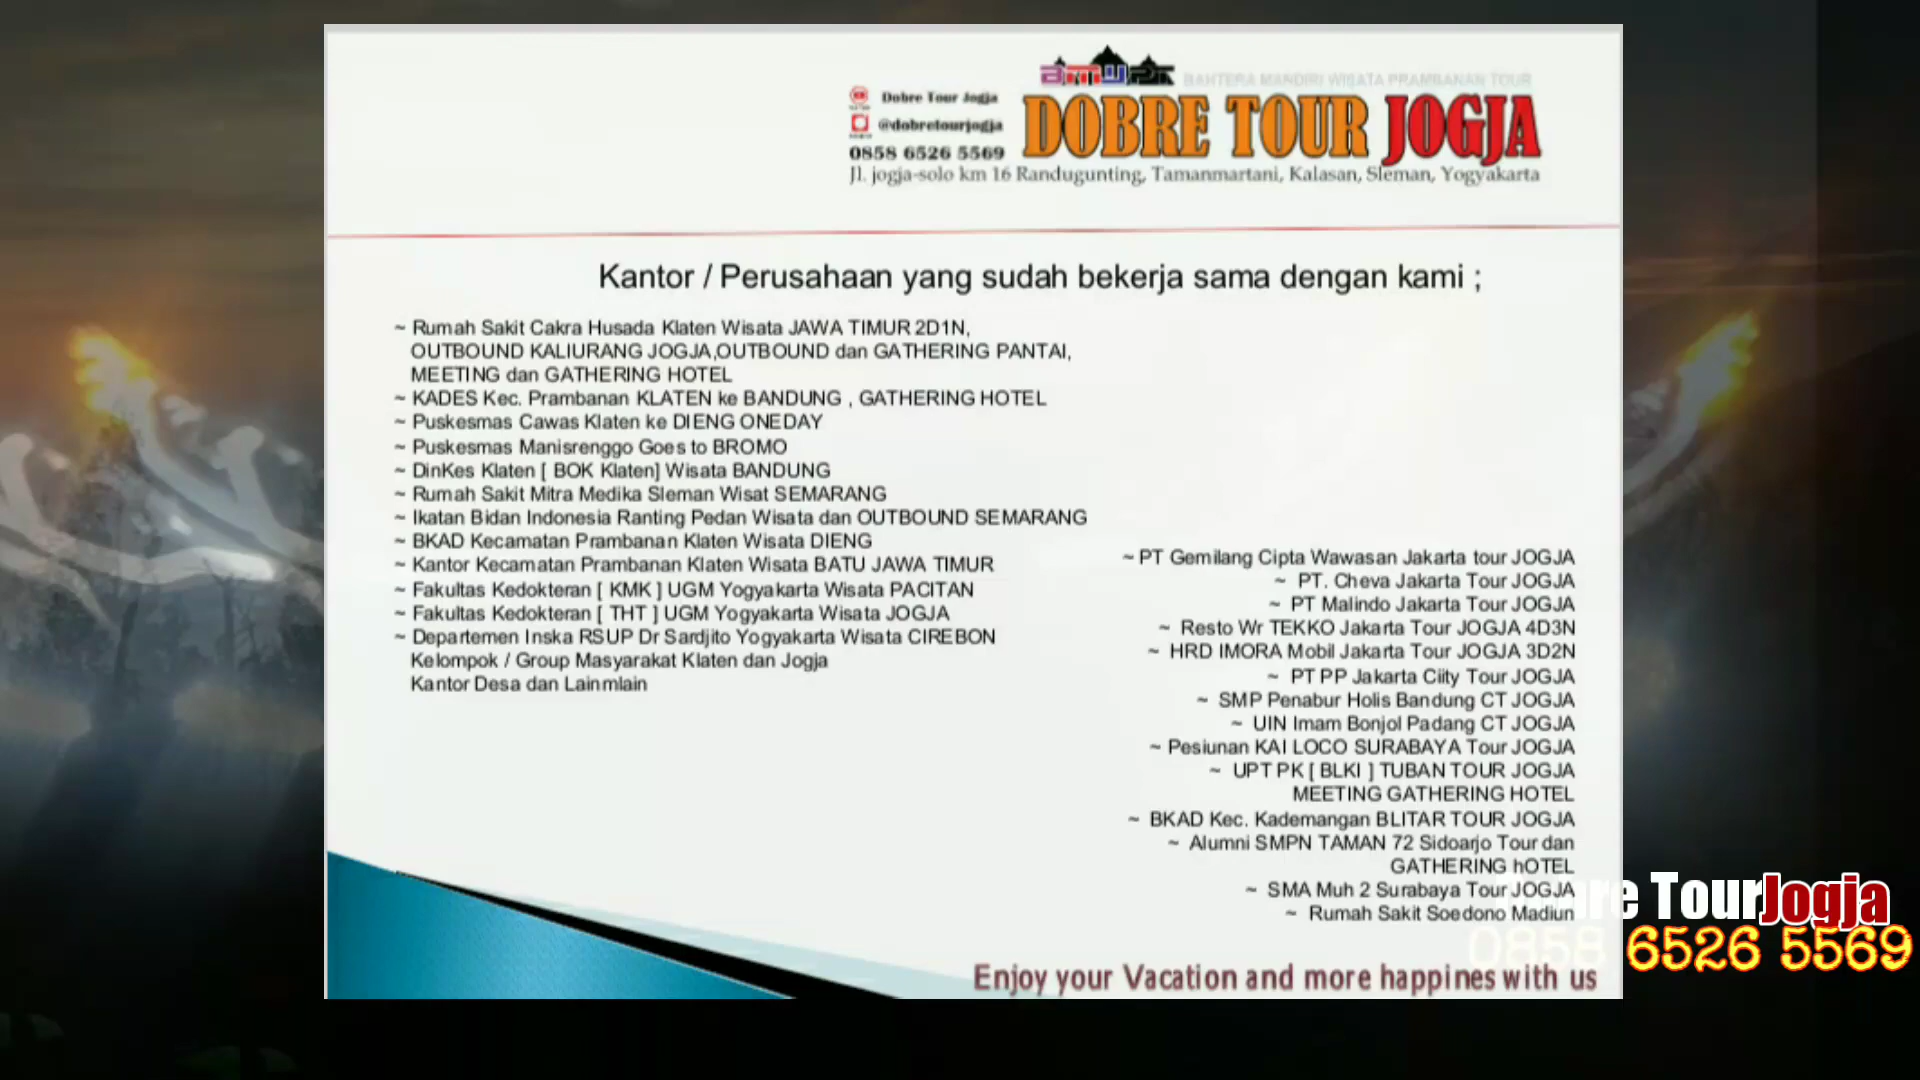 BMWPT BAHTERA MANDIRI WISATA PRAMBANAN TOUR
Dobre Tour Jogja
@dobretourjogja
0858 6526 5569
DOBRE TOUR JOGJA
Jl. jogja-solo km 16 Randugunting, Tamanmartani, Kalasan, Sleman, Yogyakarta
Kantor / Perusahaan yang sudah bekerja sama dengan kami ;
~ Rumah Sakit Cakra Husada Klaten Wisata JAWA TIMUR 2D1N,
OUTBOUND KALIURANG JOGJA,OUTBOUND dan GATHERING PANTAI,
MEETING dan GATHERING HOTEL
~ KADES Kec. Prambanan KLATEN ke BANDUNG , GATHERING HOTEL
~ Puskesmas Cawas Klaten ke DIENG ONEDAY
~ Puskesmas Manisrenggo Goes to BROMO
~ DinKes Klaten [ BOK Klaten] Wisata BANDUNG
~ Rumah Sakit Mitra Medika Sleman Wisat SEMARANG
~ Ikatan Bidan Indonesia Ranting Pedan Wisata dan OUTBOUND SEMARANG
~ BKAD Kecamatan Prambanan Klaten Wisata DIENG
~ Kantor Kecamatan Prambanan Klaten Wisata BATU JAWA TIMUR
~ Fakultas Kedokteran [ KMK ] UGM Yogyakarta Wisata PACITAN
~ Fakultas Kedokteran [ THT ] UGM Yogyakarta Wisata JOGJA
~ Departemen Inska RSUP Dr Sardjito Yogyakarta Wisata CIREBON
Kelompok / Group Masyarakat Klaten dan Jogja
Kantor Desa dan Lainmlain
~ PT Gemilang Cipta Wawasan Jakarta tour JOGJA
~ PT. Cheva Jakarta Tour JOGJA
~ PT Malindo Jakarta Tour JOGJA
~ Resto Wr TEKKO Jakarta Tour JOGJA 4D3N
~ HRD IMORA Mobil Jakarta Tour JOGJA 3D2N
~ PT PP Jakarta Ciity Tour JOGJA
~ SMP Penabur Holis Bandung CT JOGJA
~ UIN Imam Bonjol Padang CT JOGJA
~ Pesiunan KAI LOCO SURABAYA Tour JOGJA
~ UPT PK [ BLKI ] TUBAN TOUR JOGJA
MEETING GATHERING HOTEL
~ BKAD Kec. Kademangan BLITAR TOUR JOGJA
~ Alumni SMPN TAMAN 72 Sidoarjo Tour dan
GATHERING hOTEL
~ SMA Muh 2 Surabaya Tour JOGJA
~ Rumah Sakit Soedono Madiun
Enjoy your Vacation and more happines with us
Dobre Tour Jogja
0858 6526 5569